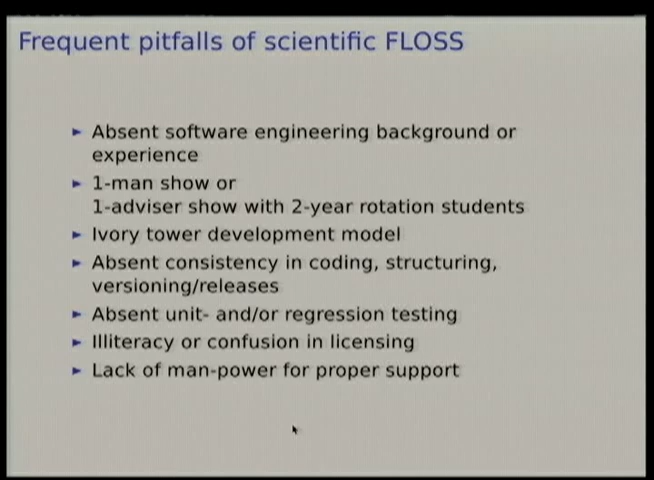 Frequent pitfalls of scientific FLOSS
Absent software engineering background or
experience
1-man show or
1-adviser show with 2-year rotation students
Ivory tower development model
Absent consistency in coding, structuring,
versioning/releases
Absent unit- and/or regression testing
Illiteracy or confusion in licensing
Lack of man-power for proper support